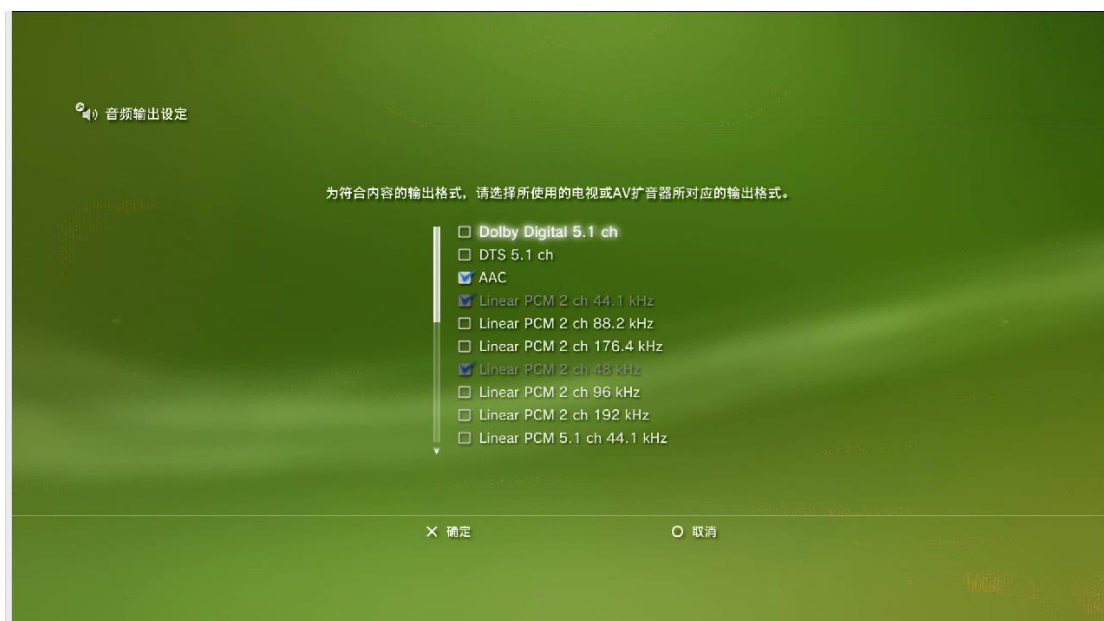 音频输出设定
为符合内容的输出格式，请选择所使用的电视或AV扩音器所对应的输出格式。
Dolby Digital 5.1 ch
DTS 5.1 ch
AAC
Linear PCM 2 ch 44.1 kHz
Linear PCM 2 ch 88.2 kHz
Linear PCM 2 ch 176.4 kHz
Linear PCM 2 ch 48 kHz
Linear PCM 2 ch 96 kHz
Linear PCM 2 ch 192 kHz
Linear PCM 5.1 ch 44.1 kHz
确定 取消